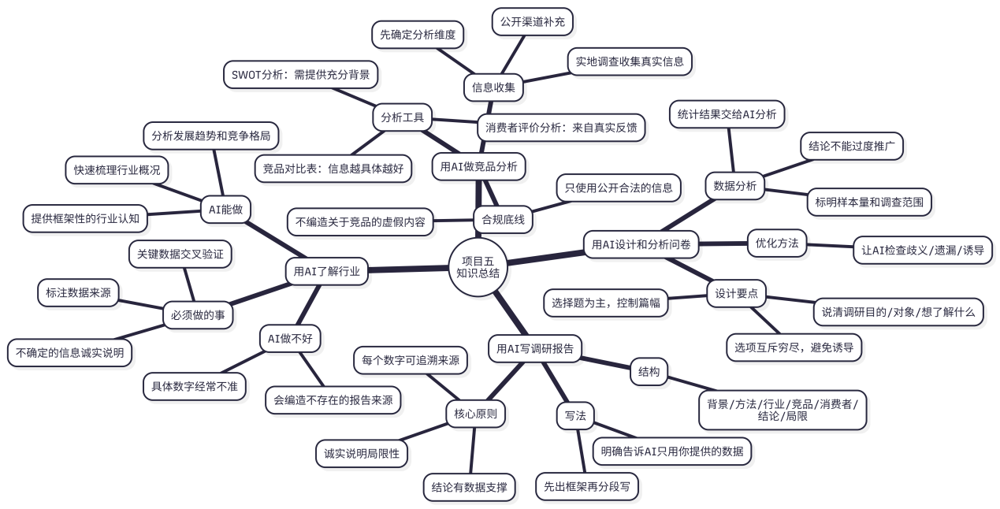 项目五
知识总结
用AI了解行业
AI能做
提供框架性的行业认知
快速梳理行业概况
分析发展趋势和竞争格局
必须做的事
关键数据交叉验证
标注数据来源
不确定的信息诚实说明
AI做不好
具体数字经常不准
会编造不存在的报告来源
用AI做竞品分析
信息收集
先确定分析维度
公开渠道补充
实地调查收集真实信息
分析工具
SWOT分析：需提供充分背景
消费者评价分析：来自真实反馈
竞品对比表：信息越具体越好
合规底线
只使用公开合法的信息
不编造关于竞品的虚假内容
用AI设计和分析问卷
数据分析
统计结果交给AI分析
结论不能过度推广
标明样本量和调查范围
优化方法
让AI检查歧义/遗漏/诱导
设计要点
选择题为主，控制篇幅
说清调研目的/对象/想了解什么
选项互斥穷尽，避免诱导
用AI写调研报告
结构
背景/方法/行业/竞品/消费者/
结论/局限
写法
明确告诉AI只用你提供的数据
先出框架再分段写
核心原则
每个数字可追溯来源
诚实说明局限性
结论有数据支撑